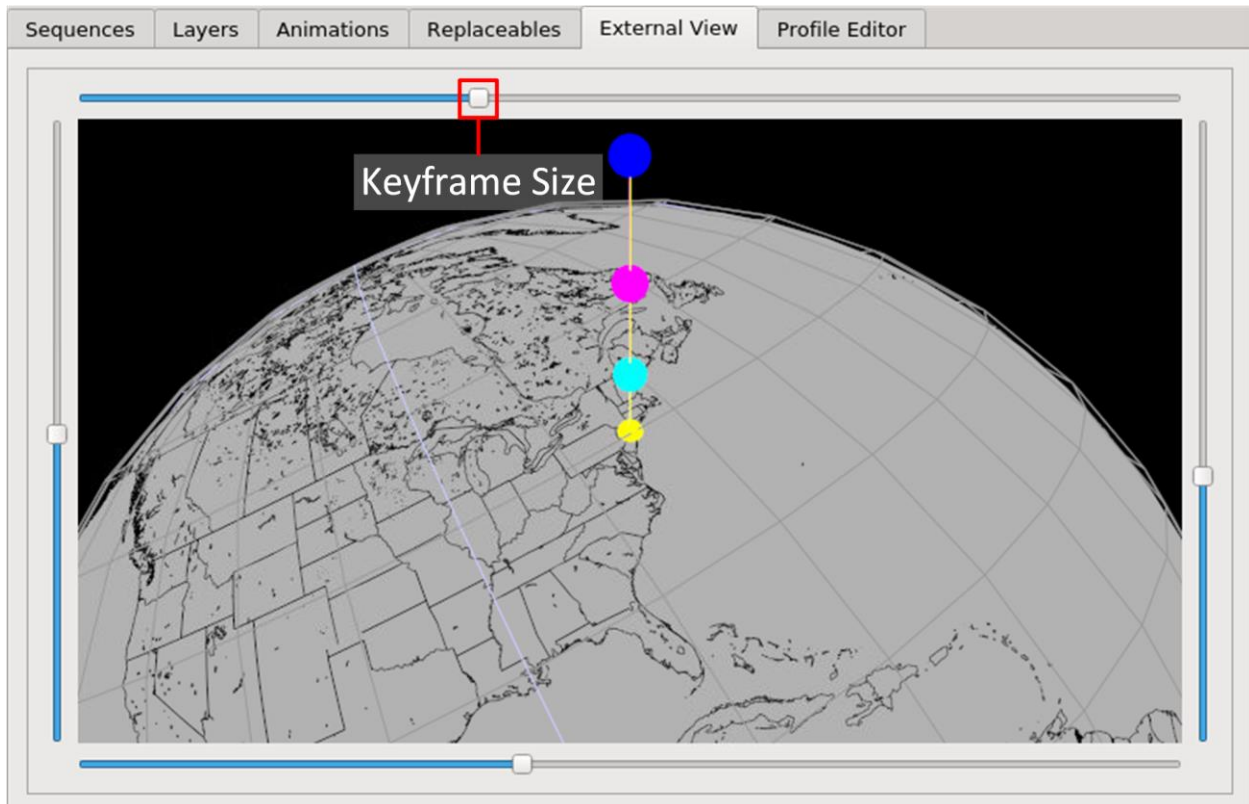 Sequences
Layers
Animations
Replaceables
External View
Profile Editor
Keyframe Size